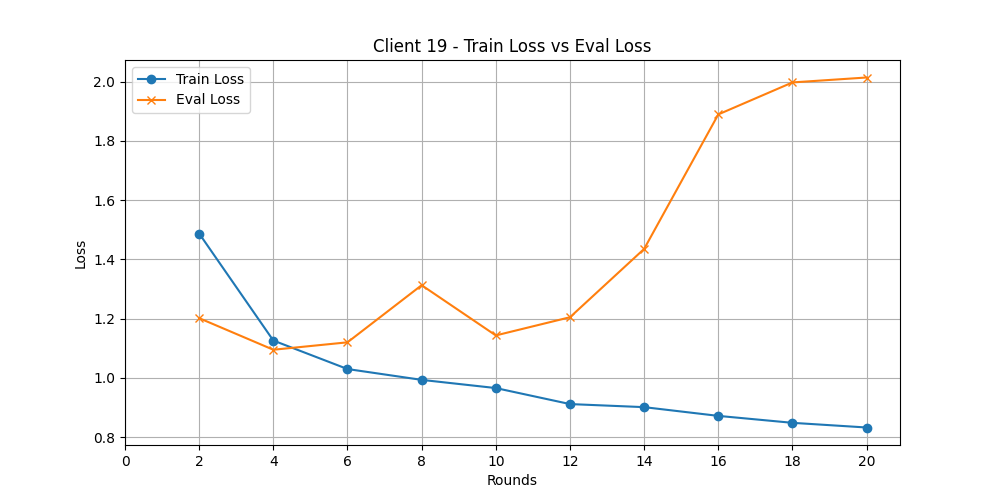 Client 19 - Train Loss vs Eval Loss
Train Loss
Eval Loss
2.0
1.8
1.6
1.4
1.2
1.0
0.8
Loss
0 2 4 6 8 10 12 14 16 18 20
Rounds